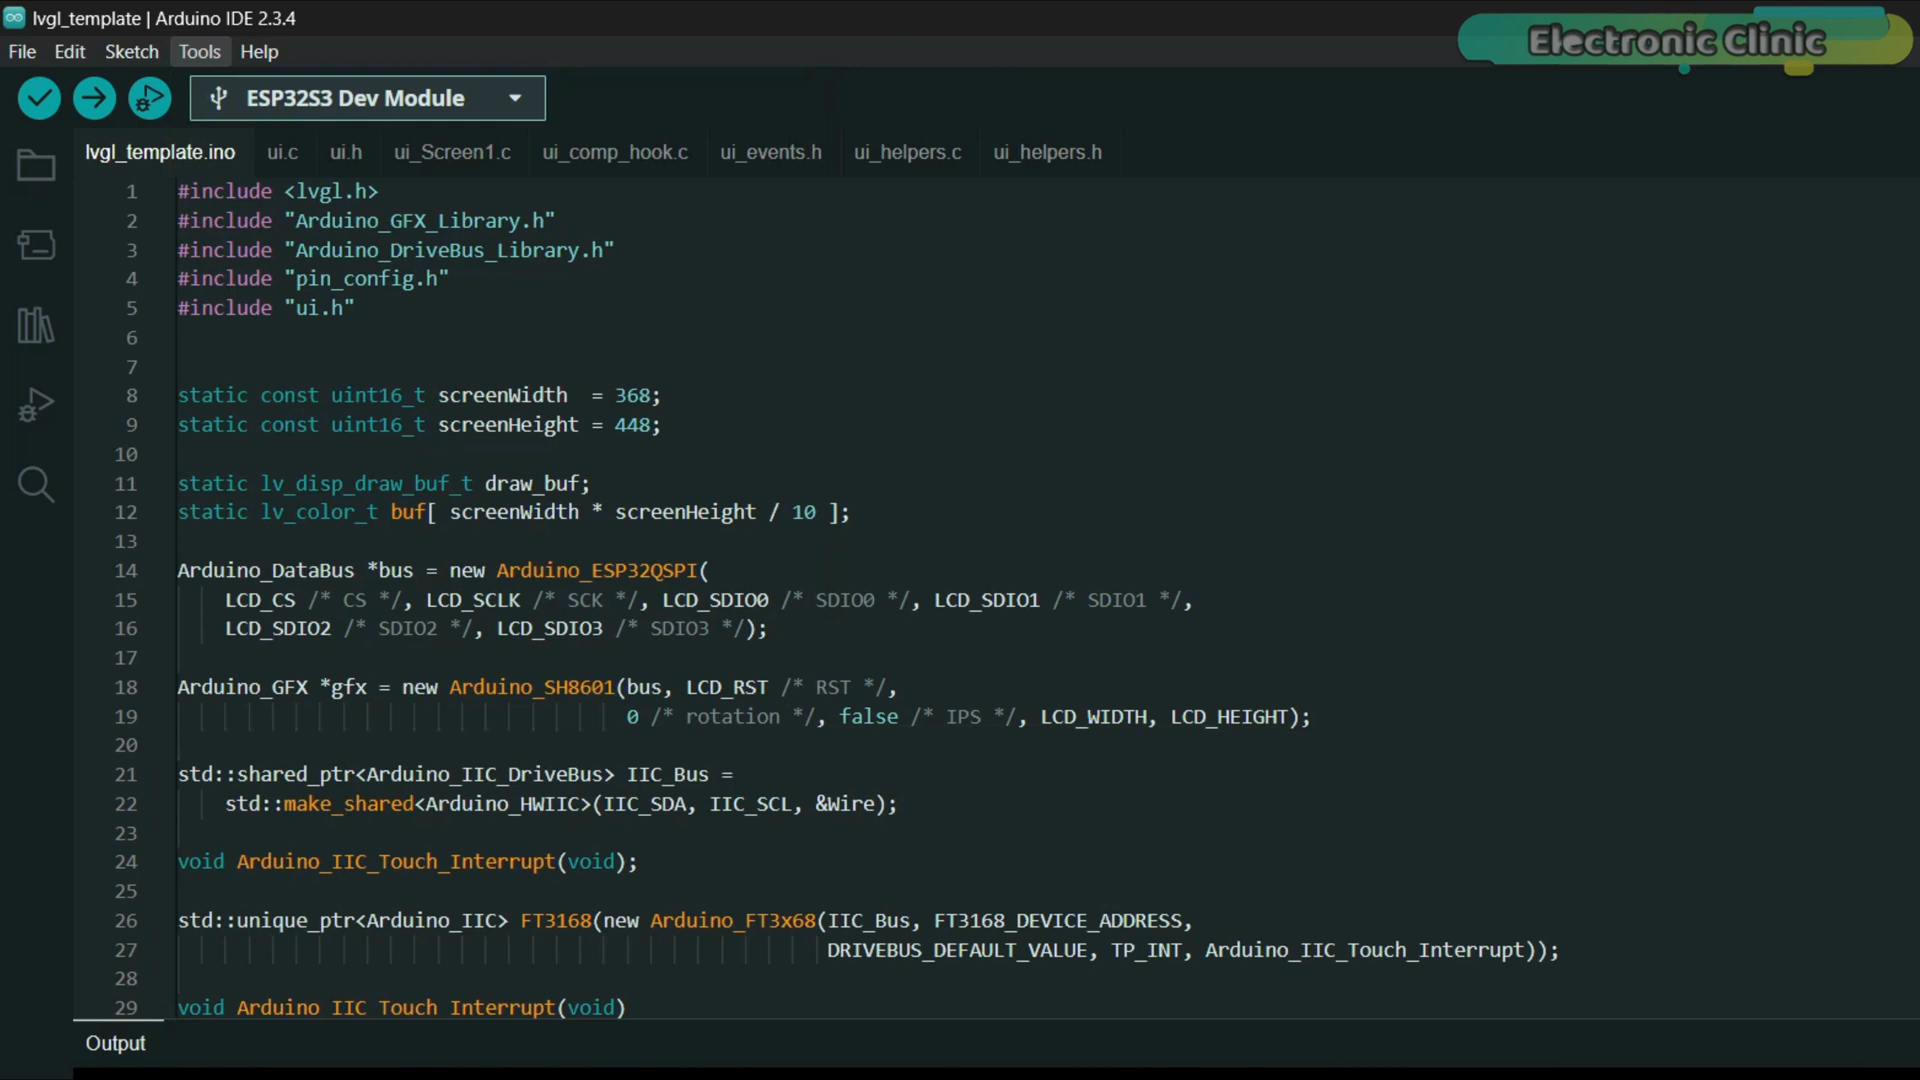 lvgl_template | Arduino IDE 2.3.4
Electronic Clinic
File Edit Sketch Tools Help
ESP32S3 Dev Module
lvgl_template.ino ui.c ui.h ui_Screen1.c ui_comp_hook.c ui_events.h ui_helpers.c ui_helpers.h
1 #include <lvgl.h>
2 #include "Arduino_GFX_Library.h"
3 #include "Arduino_DriveBus_Library.h"
4 #include "pin_config.h"
5 #include "ui.h"
6
7
8 static const uint16_t screenWidth  = 368;
9 static const uint16_t screenHeight = 448;
10
11 static lv_disp_draw_buf_t draw_buf;
12 static lv_color_t buf[ screenWidth * screenHeight / 10 ];
13
14 Arduino_DataBus *bus = new Arduino_ESP32QSPI(
15     LCD_CS /* CS */, LCD_SCLK /* SCK */, LCD_SDIO0 /* SDIO0 */, LCD_SDIO1 /* SDIO1 */,
16     LCD_SDIO2 /* SDIO2 */, LCD_SDIO3 /* SDIO3 */);
17
18 Arduino_GFX *gfx = new Arduino_SH8601(bus, LCD_RST /* RST */,
19                                       0 /* rotation */, false /* IPS */, LCD_WIDTH, LCD_HEIGHT);
20
21 std::shared_ptr<Arduino_IIC_DriveBus> IIC_Bus =
22     std::make_shared<Arduino_HWIIC>(IIC_SDA, IIC_SCL, &Wire);
23
24 void Arduino_IIC_Touch_Interrupt(void);
25
26 std::unique_ptr<Arduino_IIC> FT3168(new Arduino_FT3x68(IIC_Bus, FT3168_DEVICE_ADDRESS,
27                                                        DRIVEBUS_DEFAULT_VALUE, TP_INT, Arduino_IIC_Touch_Interrupt));
28
29 void Arduino IIC Touch Interrupt(void)
Output